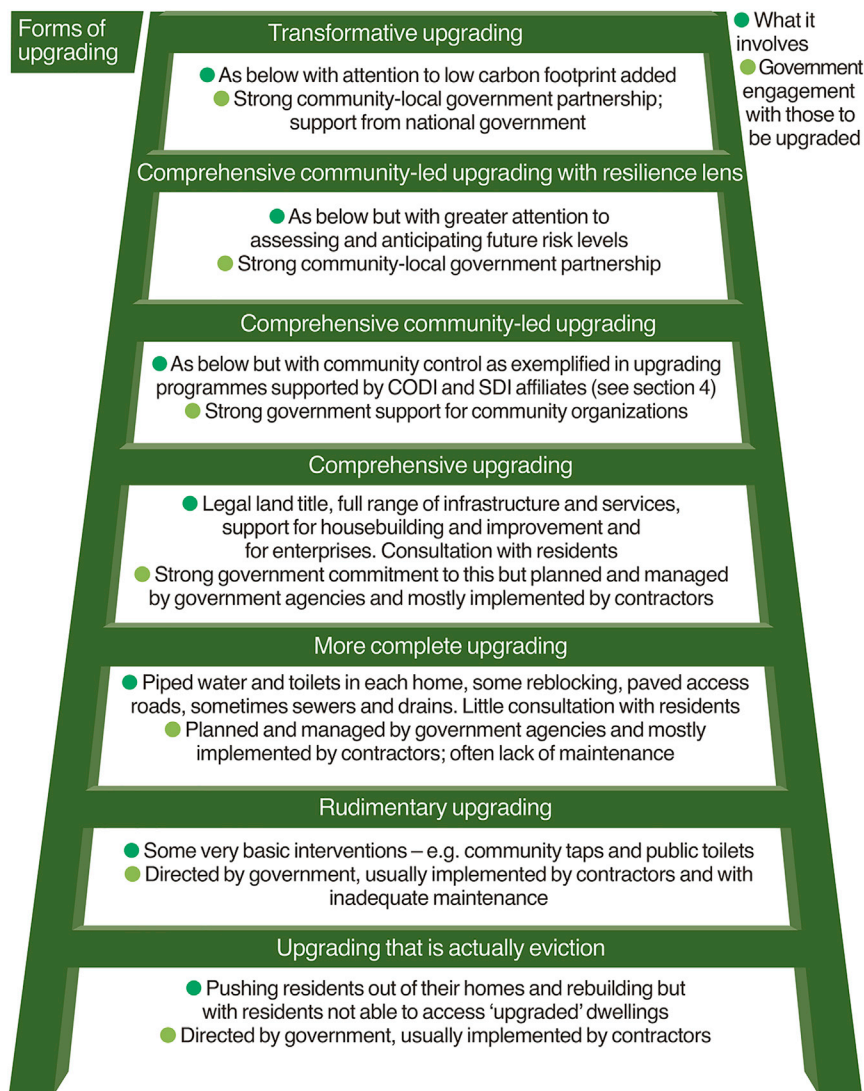 Forms of
upgrading
Transformative upgrading
What it
involves
Government
engagement
with those to
be upgraded
As below with attention to low carbon footprint added
Strong community-local government partnership;
support from national government
Comprehensive community-led upgrading with resilience lens
As below but with greater attention to
assessing and anticipating future risk levels
Strong community-local government partnership
Comprehensive community-led upgrading
As below but with community control as exemplified in upgrading
programmes supported by CODI and SDI affiliates (see section 4)
Strong government support for community organizations
Comprehensive upgrading
Legal land title, full range of infrastructure and services,
support for housebuilding and improvement and
for enterprises. Consultation with residents
Strong government commitment to this but planned and managed
by government agencies and mostly implemented by contractors
More complete upgrading
Piped water and toilets in each home, some reblocking, paved access
roads, sometimes sewers and drains. Little consultation with residents
Planned and managed by government agencies and mostly
implemented by contractors; often lack of maintenance
Rudimentary upgrading
Some very basic interventions – e.g. community taps and public toilets
Directed by government, usually implemented by contractors and with
inadequate maintenance
Upgrading that is actually eviction
Pushing residents out of their homes and rebuilding but
with residents not able to access ‘upgraded’ dwellings
Directed by government, usually implemented by contractors